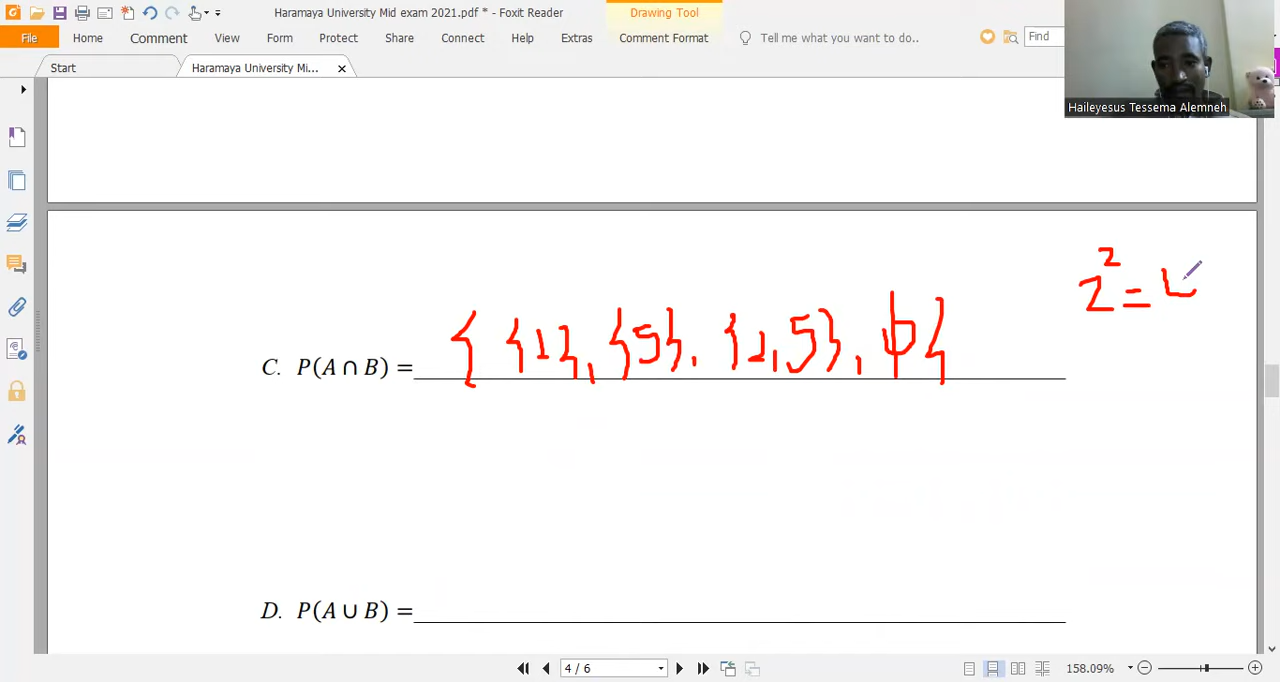 Haramaya University Mid exam 2021.pdf * - Foxit Reader
Drawing Tool
File Home Comment View Form Protect Share Connect Help Extras Comment Format Tell me what you want to do.. Find
Start Haramaya University Mi... x
Haileyesus Tessema Alemneh
2² = 4
{ {1}, {5}, {1,5}, ϕ}
C. P(A ∩ B) =
D. P(A ∪ B) =
4 / 6 158.09%